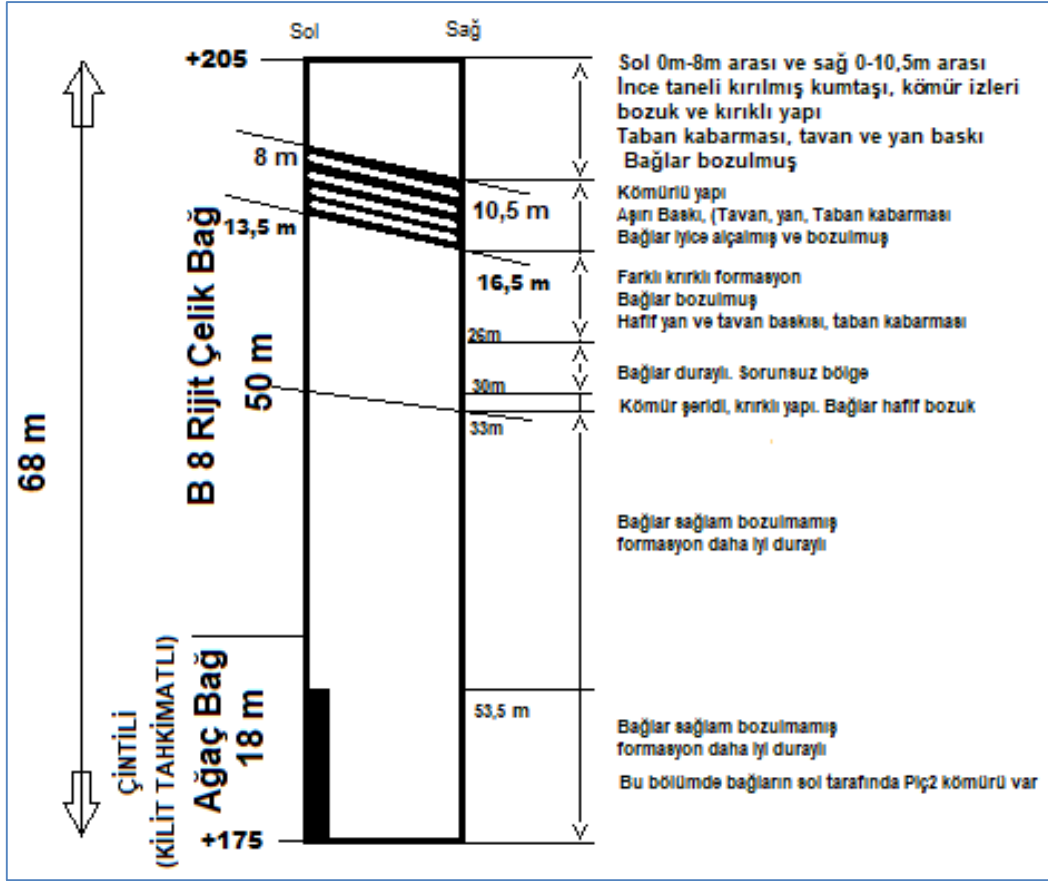 Sol
Sağ
+205
Sol 0m-8m arası ve sağ 0-10,5m arası
İnce taneli kırılmış kumtaşı, kömür izleri
bozuk ve kırıklı yapı
Taban kabarması, tavan ve yan baskı
Bağlar bozulmuş
8 m
10,5 m
Kömürlü yapı
Aşırı Baskı, (Tavan, yan, Taban kabarması
Bağlar iyice alçalmış ve bozulmuş
13,5 m
16,5 m
Farklı krırklı formasyon
Bağlar bozulmuş
Hafif yan ve tavan baskısı, taban kabarması
26m
Bağlar duraylı. Sorunsuz bölge
30m
Kömür şeridi, krırklı yapı. Bağlar hafif bozuk
33m
68 m
B 8 Rijit Çelik Bağ
50 m
Bağlar sağlam bozulmamış
formasyon daha iyi duraylı
ÇİNTİLİ
(KİLİT TAHKİMATLI)
Ağaç Bağ
18 m
53,5 m
Bağlar sağlam bozulmamış
formasyon daha iyi duraylı
Bu bölümde bağların sol tarafında Piç2 kömürü var
+175